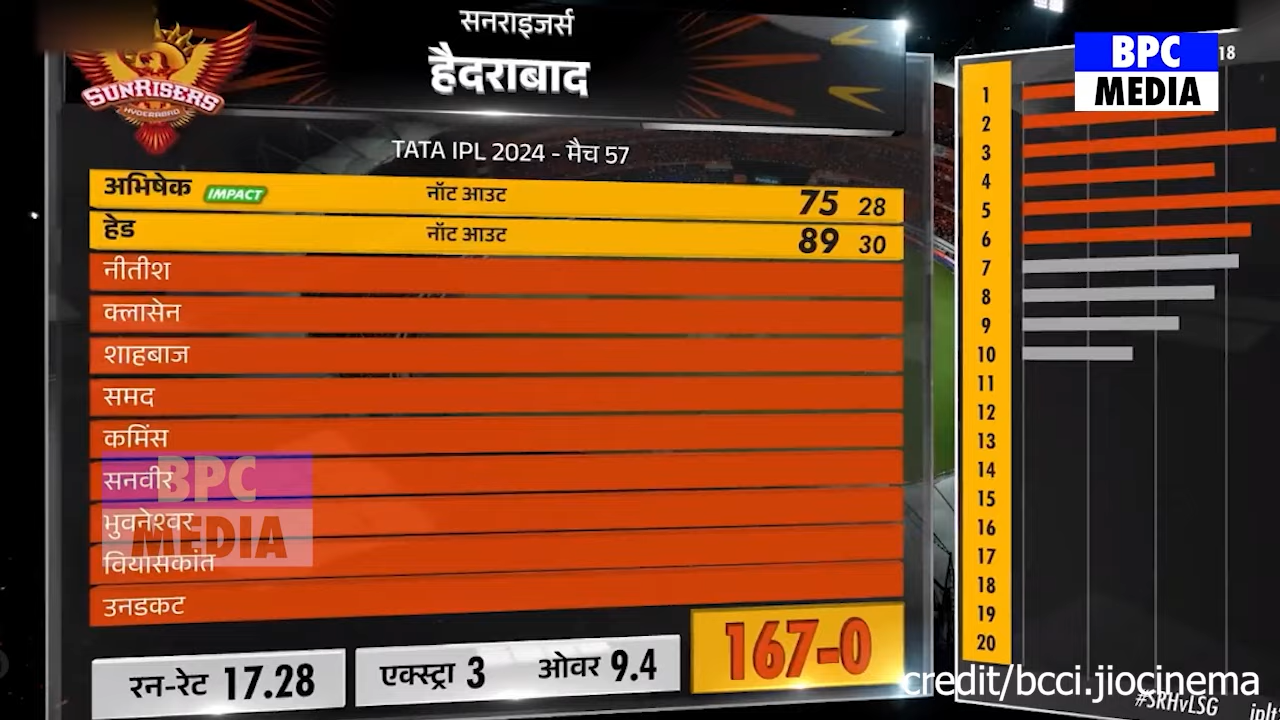 सनराइजर्स
हैदराबाद
SUNRISERS
HYDERABAD
TATA IPL 2024 - मैच 57
अभिषेक IMPACT नॉट आउट 75 28
हेड नॉट आउट 89 30
नीतीश
क्लासेन
शाहबाज
समद
कमिंस
सनवीर
भुवनेश्वर
वियासकांत
उनडकट
BPC
MEDIA
रन-रेट 17.28 एक्स्ट्रा 3 ओवर 9.4 167-0
BPC
MEDIA
18
1
2
3
4
5
6
7
8
9
10
11
12
13
14
15
16
17
18
19
20
credit/bcci.jiocinema
#SRHvLSG